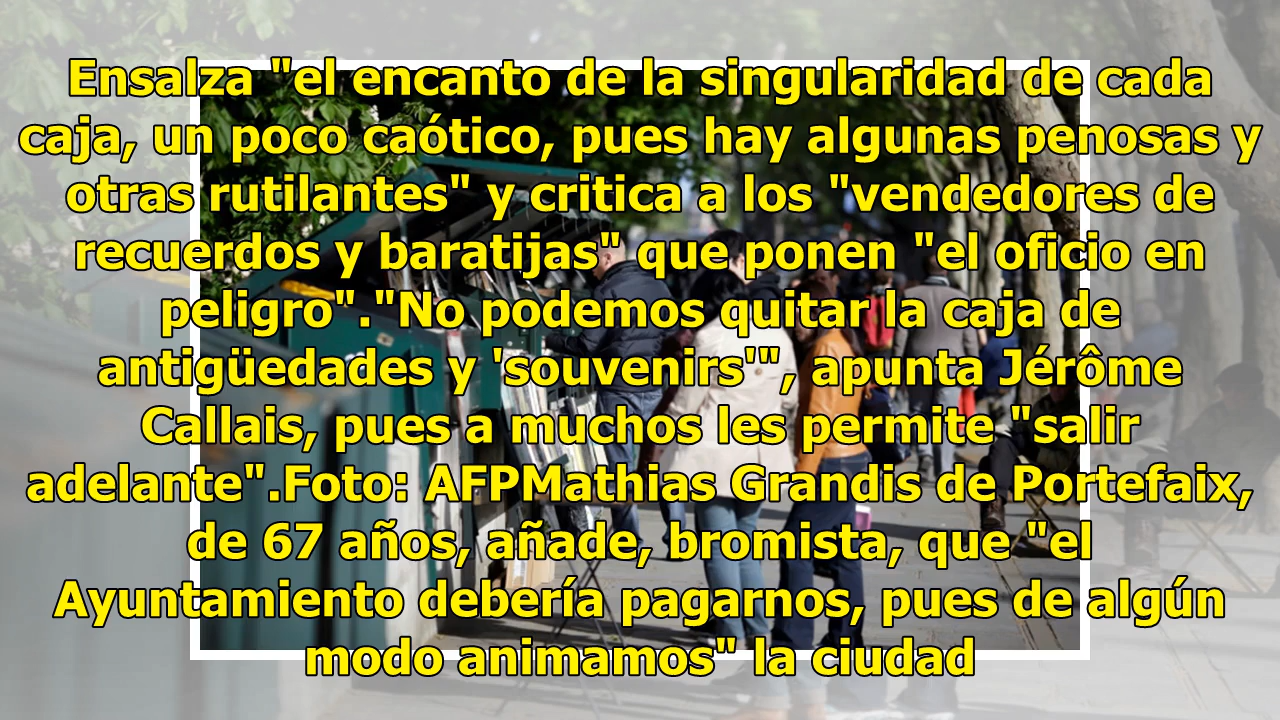 Ensalza "el encanto de la singularidad de cada
caja, un poco caótico, pues hay algunas penosas y
otras rutilantes" y critica a los "vendedores de
recuerdos y baratijas" que ponen "el oficio en
peligro"."No podemos quitar la caja de
antigüedades y 'souvenirs'", apunta Jérôme
Callais, pues a muchos les permite "salir
adelante".Foto: AFPMathias Grandis de Portefaix,
de 67 años, añade, bromista, que "el
Ayuntamiento debería pagarnos, pues de algún
modo animamos" la ciudad